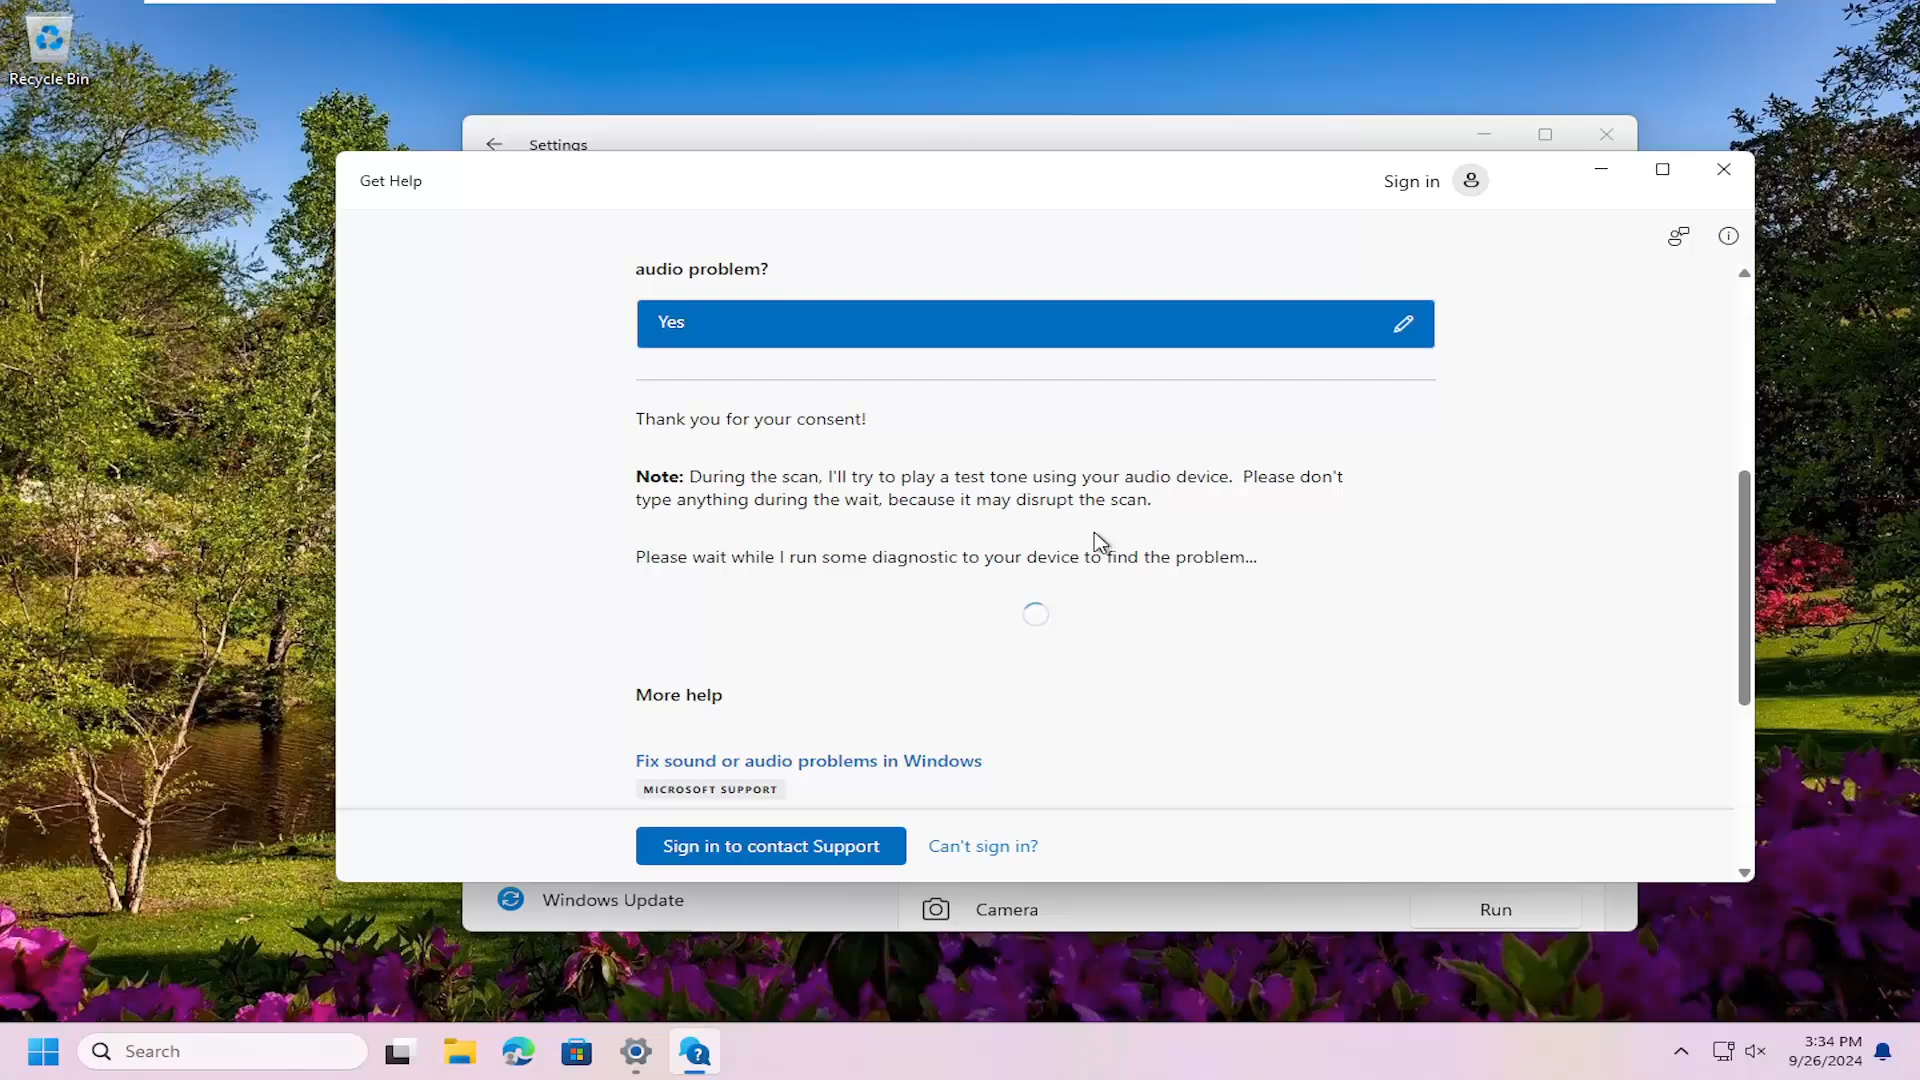 Recycle Bin
Settings
Get Help
Sign in
audio problem?
Yes
Thank you for your consent!
Note: During the scan, I'll try to play a test tone using your audio device. Please don't
type anything during the wait, because it may disrupt the scan.
Please wait while I run some diagnostic to your device to find the problem...
More help
Fix sound or audio problems in Windows
MICROSOFT SUPPORT
Sign in to contact Support
Can't sign in?
Windows Update
Camera
Run
Search
3:34 PM
9/26/2024